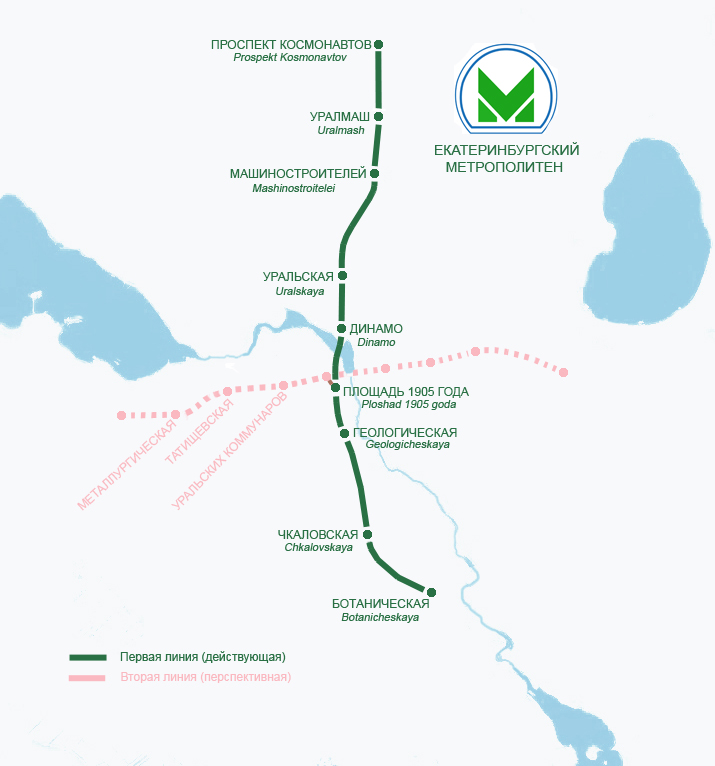 ПРОСПЕКТ КОСМОНАВТОВ
Prospekt Kosmonavtov
УРАЛМАШ
Uralmash
ЕКАТЕРИНБУРГСКИЙ
МЕТРОПОЛИТЕН
МАШИНОСТРОИТЕЛЕЙ
Mashinostroitelei
УРАЛЬСКАЯ
Uralskaya
ДИНАМО
Dinamo
ПЛОЩАДЬ 1905 ГОДА
Ploshad 1905 goda
МЕТАЛЛУРГИЧЕСКАЯ
ТАТИЩЕВСКАЯ
УРАЛЬСКИХ КОММУНАРОВ
ГЕОЛОГИЧЕСКАЯ
Geologicheskaya
ЧКАЛОВСКАЯ
Chkalovskaya
БОТАНИЧЕСКАЯ
Botanicheskaya
Первая линия (действующая)
Вторая линия (перспективная)